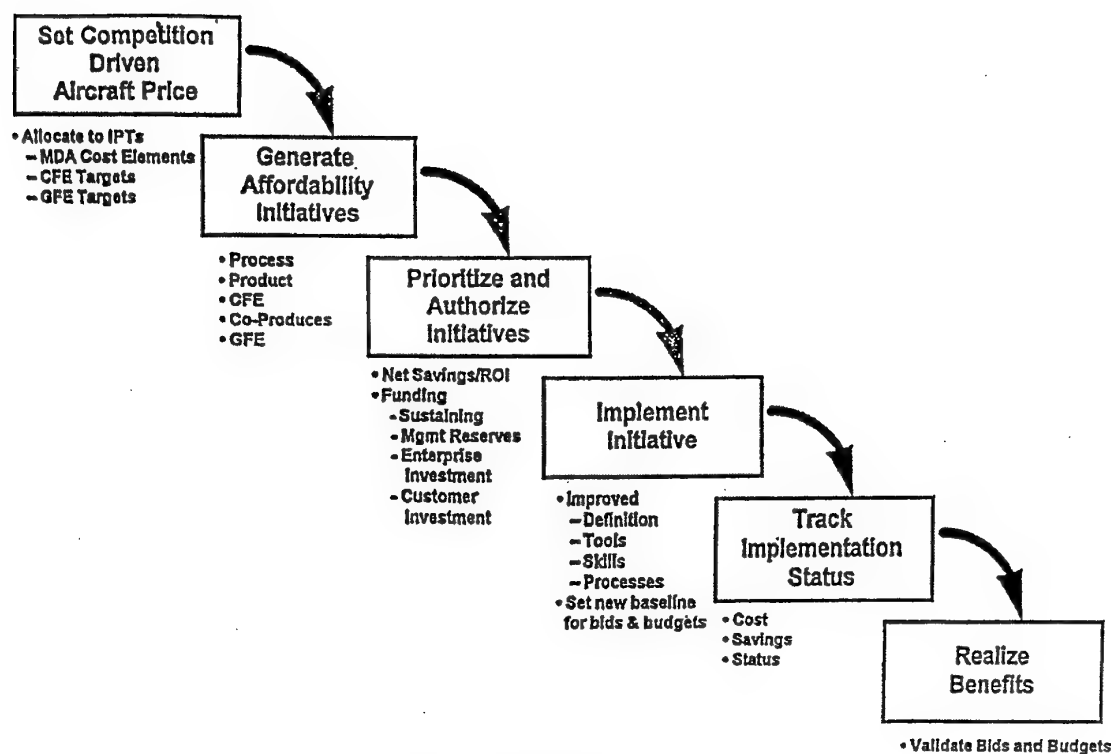 Set Competition
Driven
Aircraft Price
• Allocate to IPTs
– MDA Cost Elements
– CFE Targets
– GFE Targets
Generate
Affordability
Initiatives
• Process
• Product
• CFE
• Co-Produces
• GFE
Prioritize and
Authorize
Initiatives
• Net Savings/ROI
• Funding
– Sustaining
– Mgmt Reserves
– Enterprise
Investment
– Customer
Investment
Implement
Initiative
• Improved
– Definition
– Tools
– Skills
– Processes
• Set new baseline
for bids & budgets
Track
Implementation
Status
• Cost
• Savings
• Status
Realize
Benefits
• Validate Bids and Budgets